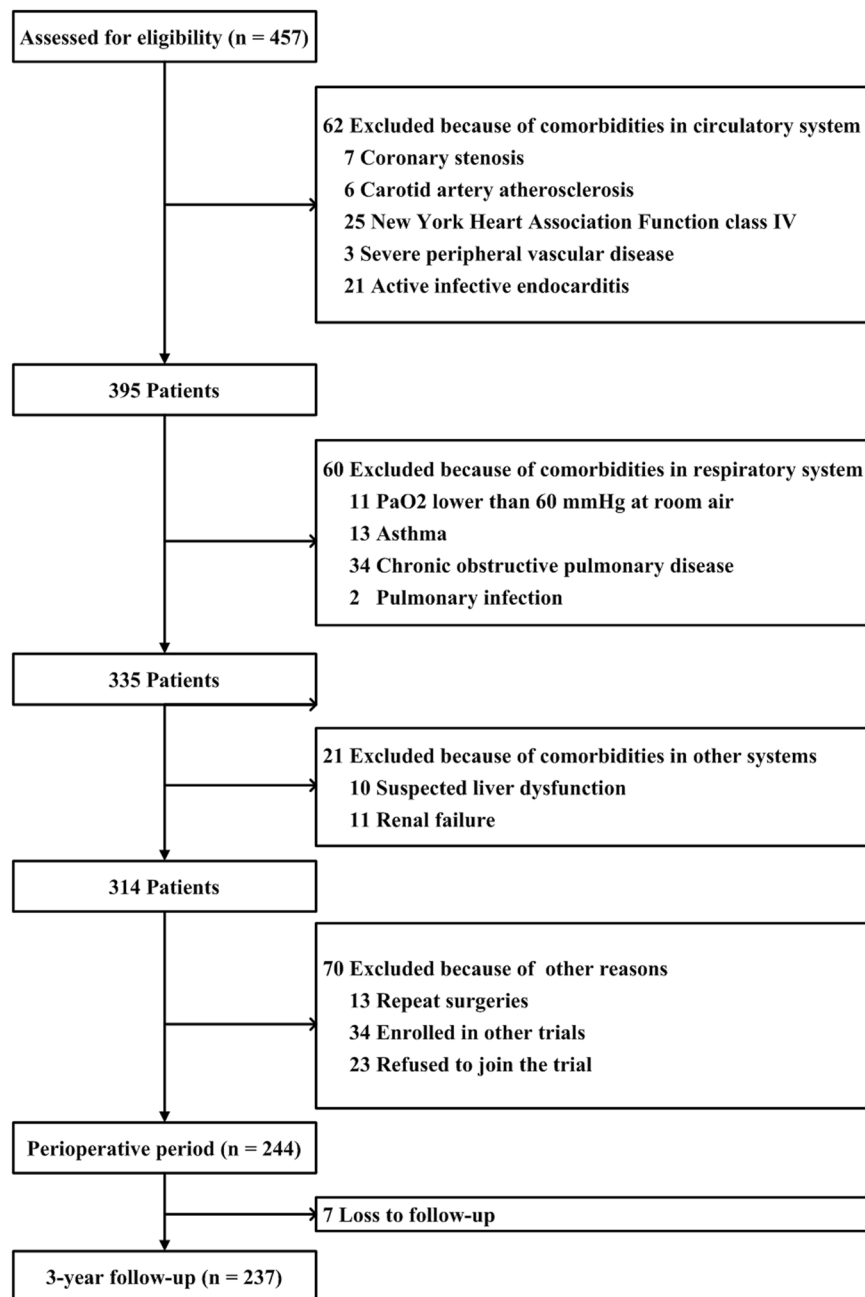 Assessed for eligibility (n = 457)
62 Excluded because of comorbidities in circulatory system
7 Coronary stenosis
6 Carotid artery atherosclerosis
25 New York Heart Association Function class IV
3 Severe peripheral vascular disease
21 Active infective endocarditis
395 Patients
60 Excluded because of comorbidities in respiratory system
11 PaO2 lower than 60 mmHg at room air
13 Asthma
34 Chronic obstructive pulmonary disease
2 Pulmonary infection
335 Patients
21 Excluded because of comorbidities in other systems
10 Suspected liver dysfunction
11 Renal failure
314 Patients
70 Excluded because of other reasons
13 Repeat surgeries
34 Enrolled in other trials
23 Refused to join the trial
Perioperative period (n = 244)
7 Loss to follow-up
3-year follow-up (n = 237)